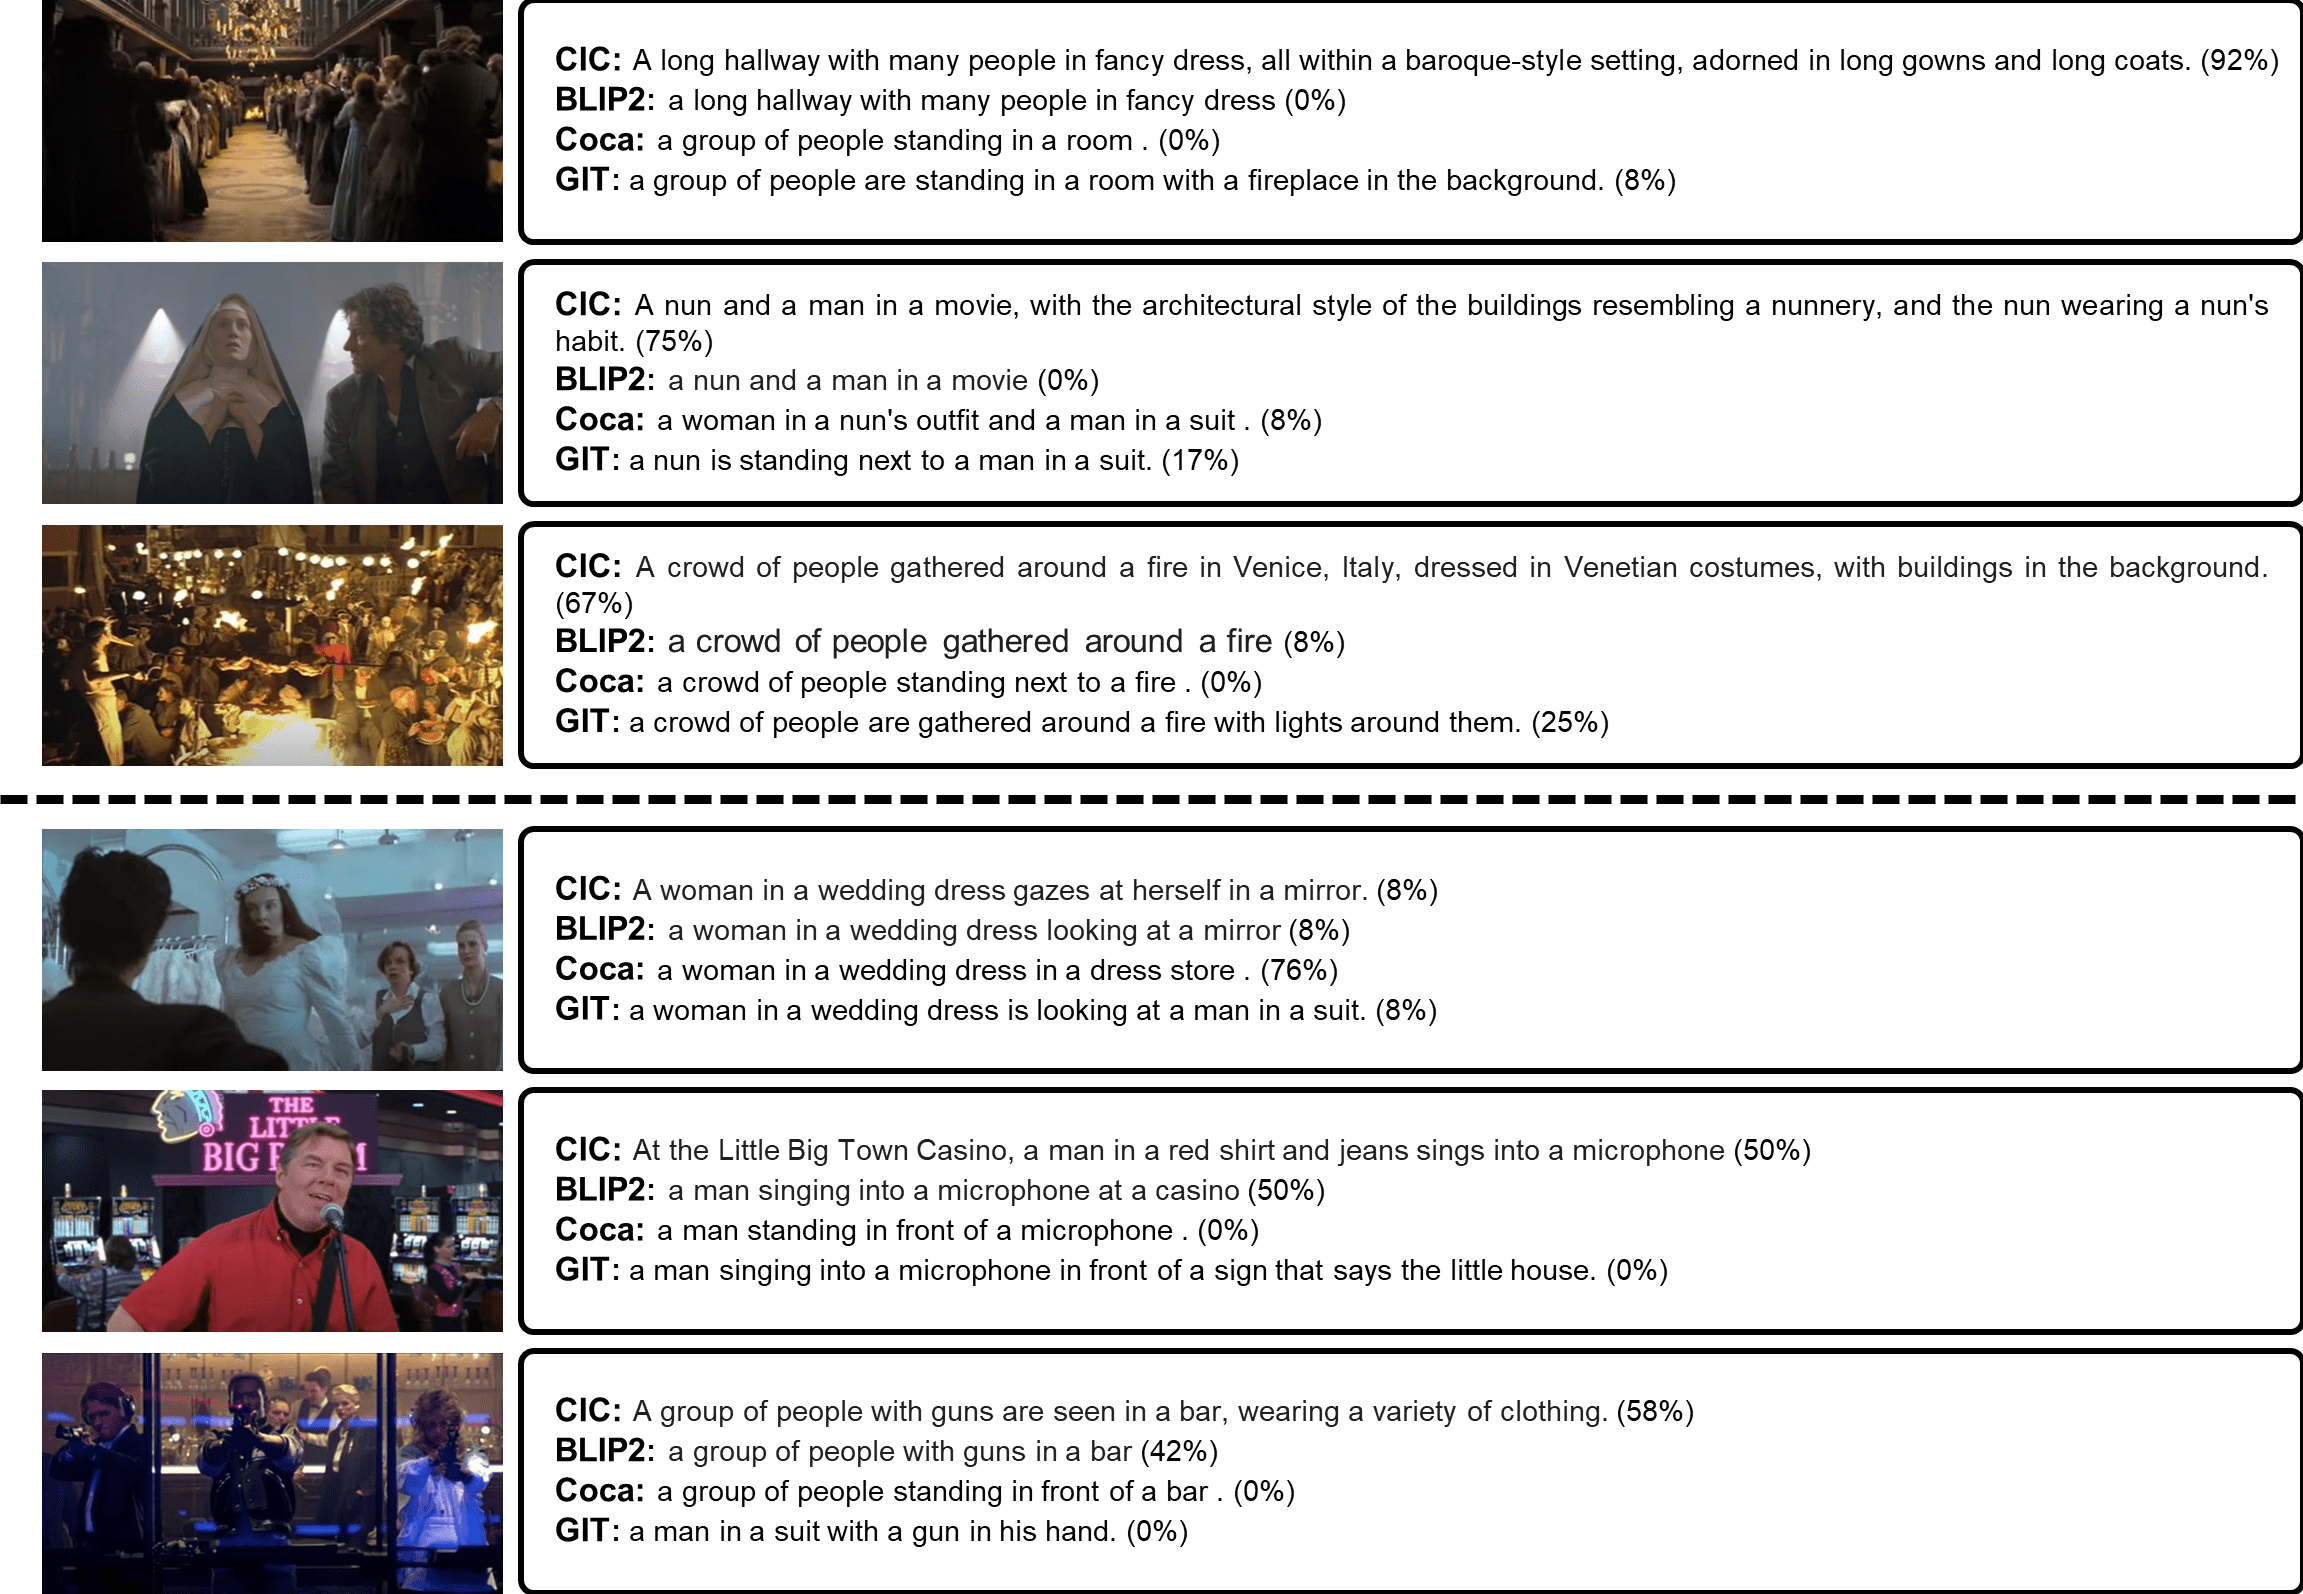 CIC: A long hallway with many people in fancy dress, all within a baroque-style setting, adorned in long gowns and long coats. (92%)
BLIP2: a long hallway with many people in fancy dress (0%)
Coca: a group of people standing in a room . (0%)
GIT: a group of people are standing in a room with a fireplace in the background. (8%)
CIC: A nun and a man in a movie, with the architectural style of the buildings resembling a nunnery, and the nun wearing a nun's
habit. (75%)
BLIP2: a nun and a man in a movie (0%)
Coca: a woman in a nun's outfit and a man in a suit . (8%)
GIT: a nun is standing next to a man in a suit. (17%)
CIC: A crowd of people gathered around a fire in Venice, Italy, dressed in Venetian costumes, with buildings in the background.
(67%)
BLIP2: a crowd of people gathered around a fire (8%)
Coca: a crowd of people standing next to a fire . (0%)
GIT: a crowd of people are gathered around a fire with lights around them. (25%)
CIC: A woman in a wedding dress gazes at herself in a mirror. (8%)
BLIP2: a woman in a wedding dress looking at a mirror (8%)
Coca: a woman in a wedding dress in a dress store . (76%)
GIT: a woman in a wedding dress is looking at a man in a suit. (8%)
THE
BIG
CIC: At the Little Big Town Casino, a man in a red shirt and jeans sings into a microphone (50%)
BLIP2: a man singing into a microphone at a casino (50%)
Coca: a man standing in front of a microphone . (0%)
GIT: a man singing into a microphone in front of a sign that says the little house. (0%)
CIC: A group of people with guns are seen in a bar, wearing a variety of clothing. (58%)
BLIP2: a group of people with guns in a bar (42%)
Coca: a group of people standing in front of a bar . (0%)
GIT: a man in a suit with a gun in his hand. (0%)